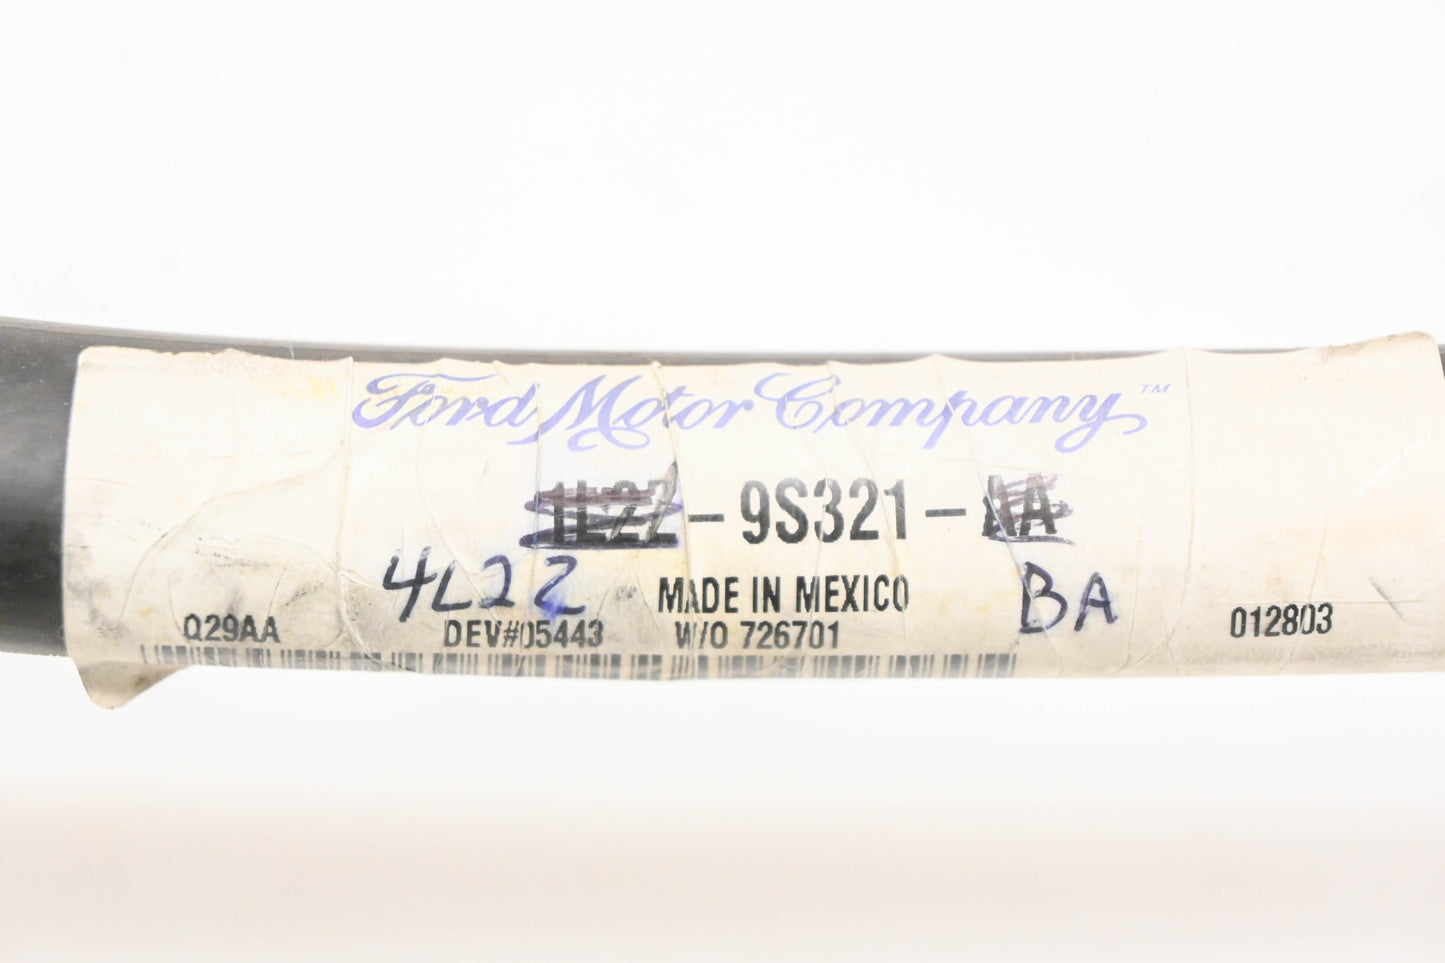 Ford Motor Company™
1L2Z-9S321-AA
4L2Z MADE IN MEXICO BA
Q29AA DEV#05443 W/O 726701 012803